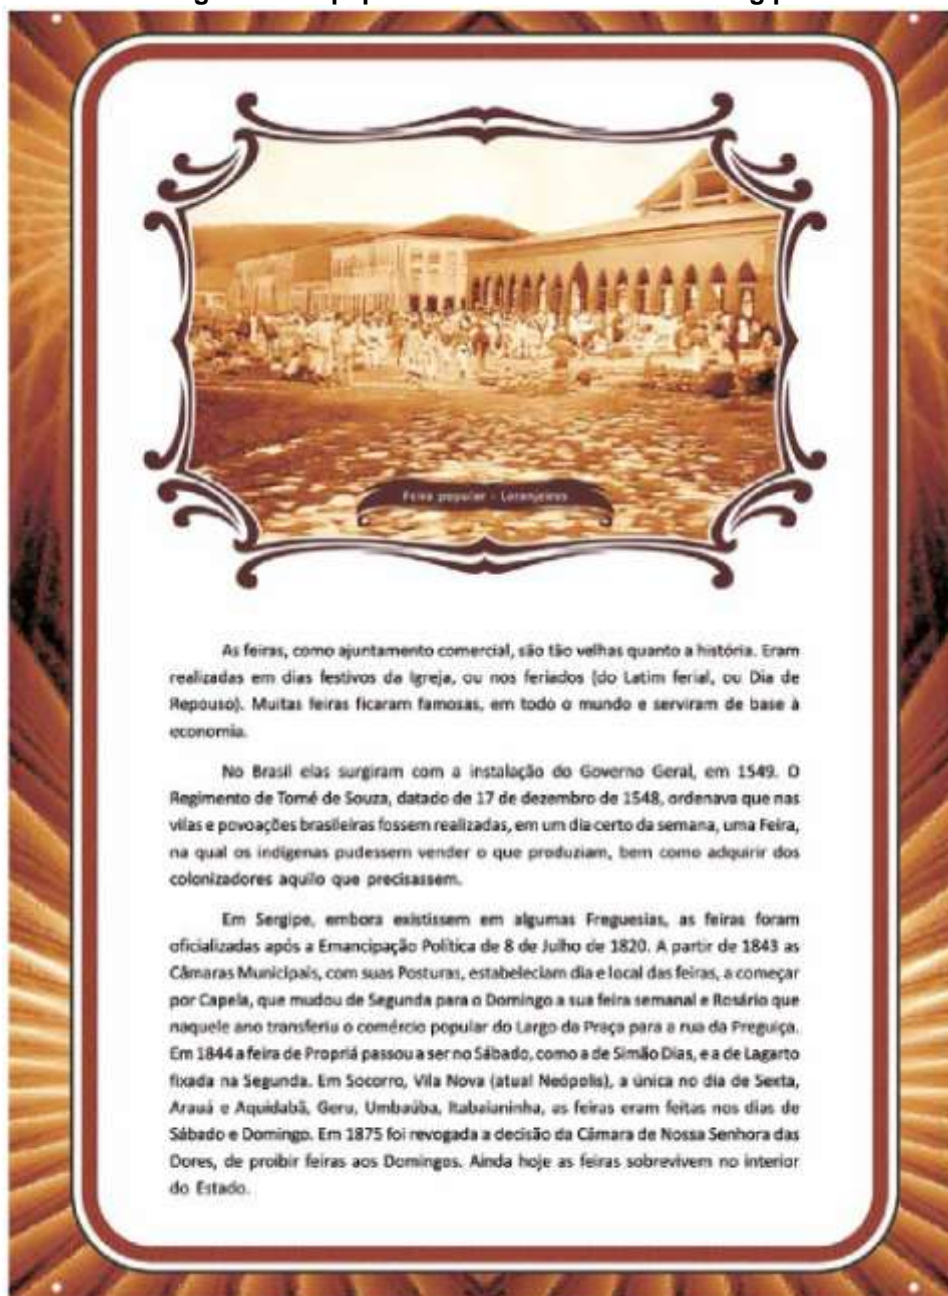 Feira popular - Laranjeiras
As feiras, como ajuntamento comercial, são tão velhas quanto a história. Eram
realizadas em dias festivos da Igreja, ou nos feriados (do Latim ferial, ou Dia de
Repouso). Muitas feiras ficaram famosas, em todo o mundo e serviram de base à
economia.
No Brasil elas surgiram com a instalação do Governo Geral, em 1549. O
Regimento de Tomé de Souza, datado de 17 de dezembro de 1548, ordenava que nas
vilas e povoações brasileiras fossem realizadas, em um dia certo da semana, uma Feira,
na qual os indígenas pudessem vender o que produziam, bem como adquirir dos
colonizadores aquilo que precisassem.
Em Sergipe, embora existissem em algumas Freguesias, as feiras foram
oficializadas após a Emancipação Política de 8 de Julho de 1820. A partir de 1843 as
Câmaras Municipais, com suas Posturas, estabeleciam dia e local das feiras, a começar
por Capela, que mudou de Segunda para o Domingo a sua feira semanal e Rosário que
naquele ano transferiu o comércio popular do Largo da Praça para a rua da Preguiça.
Em 1844 a feira de Propriá passou a ser no Sábado, como a de Simão Dias, e a de Lagarto
fixada na Segunda. Em Socorro, Vila Nova (atual Neópolis), a única no dia de Sexta,
Arauá e Aquidabã, Geru, Umbaúba, Itabaianinha, as feiras eram feitas nos dias de
Sábado e Domingo. Em 1875 foi revogada a decisão da Câmara de Nossa Senhora das
Dores, de proibir feiras aos Domingos. Ainda hoje as feiras sobrevivem no interior
do Estado.